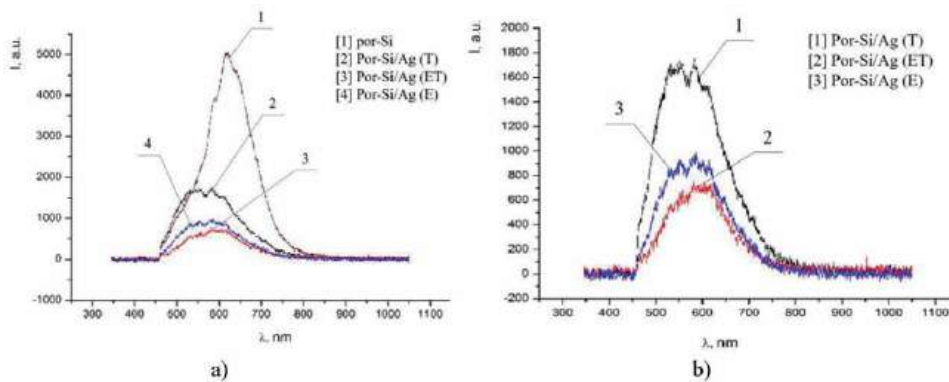 I, a.u.
5000
4000
3000
2000
1000
0
-1000
300 400 500 600 700 800 900 1000 1100
λ, nm
1
2
3
4
[1] por-Si
[2] Por-Si/Ag (T)
[3] Por-Si/Ag (ET)
[4] Por-Si/Ag (E)
a)
I, a.u.
1800
1600
1400
1200
1000
800
600
400
200
0
-200
300 400 500 600 700 800 900 1000 1100
λ, nm
1
3
2
[1] Por-Si/Ag (T)
[2] Por-Si/Ag (ET)
[3] Por-Si/Ag (E)
b)